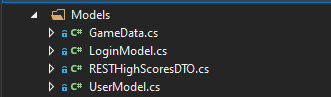 Models
C# GameData.cs
C# LoginModel.cs
C# RESTHighScoresDTO.cs
C# UserModel.cs